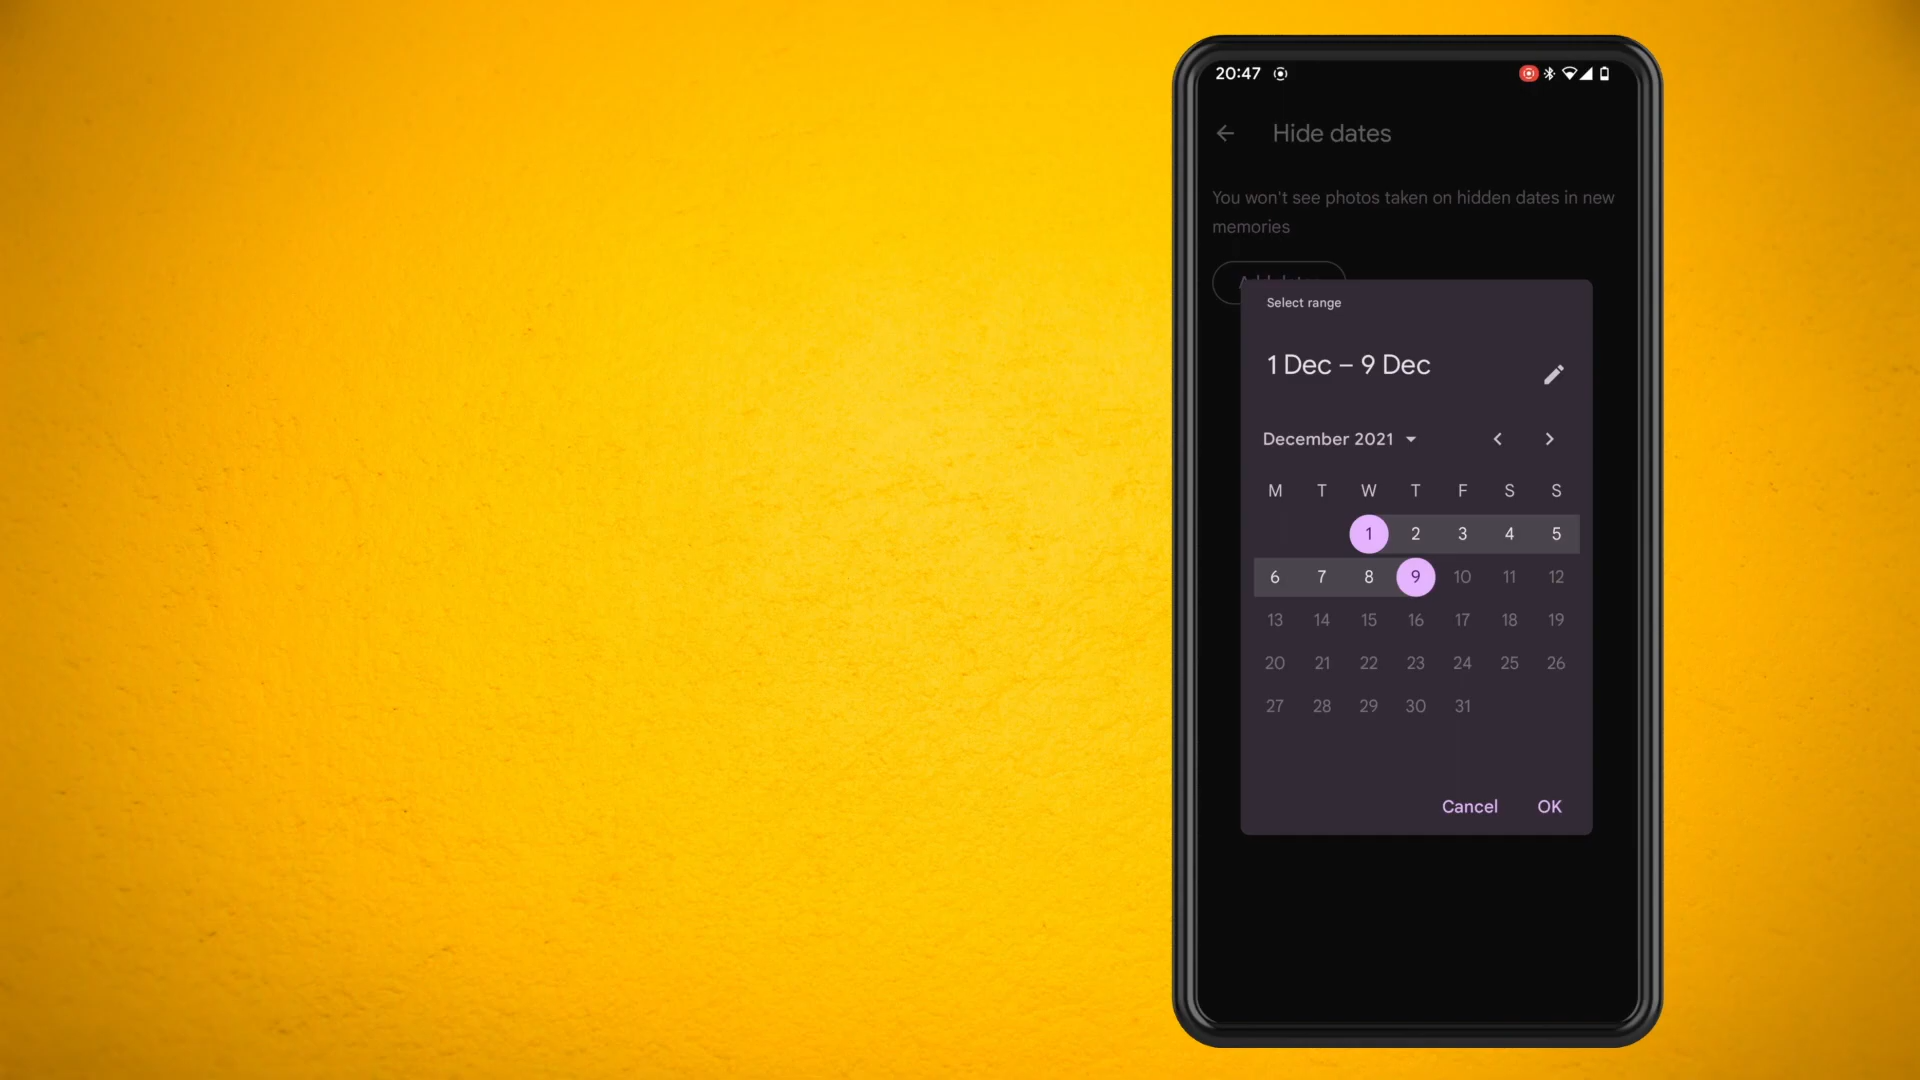 20:47
Hide dates
You won't see photos taken on hidden dates in new
memories
Select range
1 Dec – 9 Dec
December 2021
M T W T F S S
1 2 3 4 5
6 7 8 9 10 11 12
13 14 15 16 17 18 19
20 21 22 23 24 25 26
27 28 29 30 31
Cancel OK